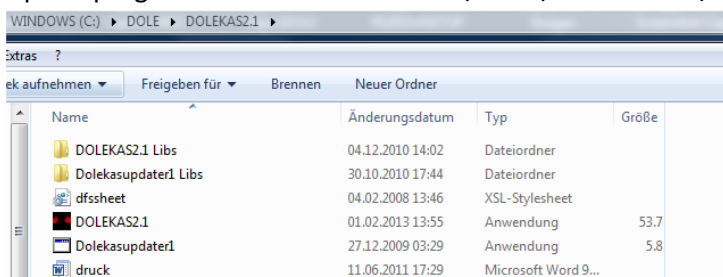 WINDOWS (C:) ▸ DOLE ▸ DOLEKAS2.1 ▸
Extras ?
ek aufnehmen ▼ Freigeben für ▼ Brennen Neuer Ordner
Name Änderungsdatum Typ Größe
DOLEKAS2.1 Libs 04.12.2010 14:02 Dateiordner
Dolekasupdater1 Libs 30.10.2010 17:44 Dateiordner
dfssheet 04.02.2008 13:46 XSL-Stylesheet
DOLEKAS2.1 01.02.2013 13:55 Anwendung 53.7
Dolekasupdater1 27.12.2009 03:29 Anwendung 5.8
druck 11.06.2011 17:29 Microsoft Word 9...